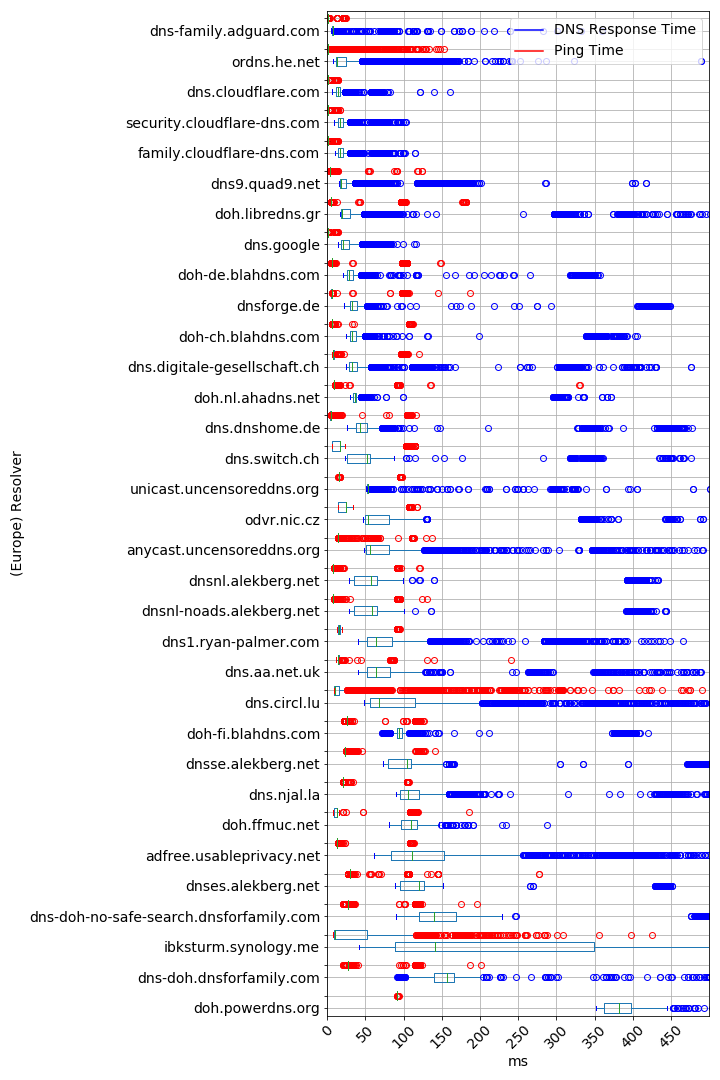 DNS Response Time
Ping Time
dns-family.adguard.com
ordns.he.net
dns.cloudflare.com
security.cloudflare-dns.com
family.cloudflare-dns.com
dns9.quad9.net
doh.libredns.gr
dns.google
doh-de.blahdns.com
dnsforge.de
doh-ch.blahdns.com
dns.digitale-gesellschaft.ch
doh.nl.ahadns.net
dns.dnshome.de
dns.switch.ch
unicast.uncensoreddns.org
odvr.nic.cz
anycast.uncensoreddns.org
dnsnl.alekberg.net
dnsnl-noads.alekberg.net
dns1.ryan-palmer.com
dns.aa.net.uk
dns.circl.lu
doh-fi.blahdns.com
dnsse.alekberg.net
dns.njal.la
doh.ffmuc.net
adfree.usableprivacy.net
dnses.alekberg.net
dns-doh-no-safe-search.dnsforfamily.com
ibksturm.synology.me
dns-doh.dnsforfamily.com
doh.powerdns.org
(Europe) Resolver
0 50 100 150 200 250 300 350 400 450
ms